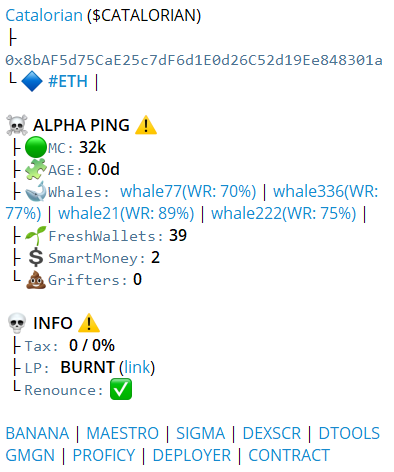 Catalorian ($CATALORIAN)
├
0x8bAF5d75CaE25c7dF6d1E0d26C52d19Ee848301a
└ 🔷 #ETH |
☠️ ALPHA PING ⚠️
├ 🟢MC: 32k
├ 🧩AGE: 0.0d
├ 🐳Whales: whale77(WR: 70%) | whale336(WR:
77%) | whale21(WR: 89%) | whale222(WR: 75%) |
├ 🌱FreshWallets: 39
├ 💲SmartMoney: 2
└ 💩Grifters: 0
💀 INFO ⚠️
├ Tax: 0 / 0%
├ LP: BURNT (link)
└ Renounce: ✅
BANANA | MAESTRO | SIGMA | DEXSCR | DTOOLS
GMGN | PROFICY | DEPLOYER | CONTRACT